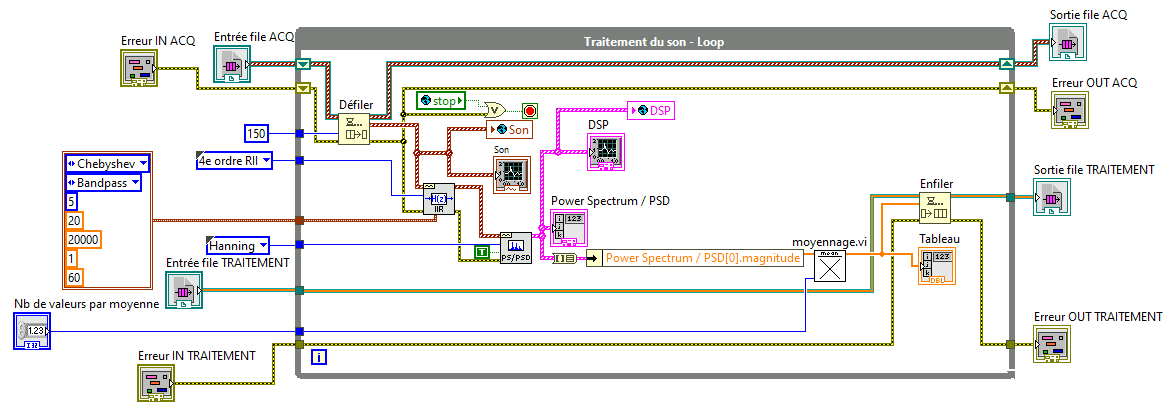 Sortie file ACQ
Entrée file ACQ
Erreur IN ACQ
Traitement du son - Loop
Erreur OUT ACQ
Défiler
stop
V
DSP
150
Son
DSP
Son
Chebyshev
4e ordre RII
Bandpass
Sortie file TRAITEMENT
5
H(z)
IIR
Enfiler
20
Power Spectrum / PSD
123
20000
Hanning
moyennage.vi
Tableau
1
T
PS/PSD
mean
123
Power Spectrum / PSD[0].magnitude
60
Entrée file TRAITEMENT
DBL
Nb de valeurs par moyenne
1.23
I32
Erreur OUT TRAITEMENT
Erreur IN TRAITEMENT
i